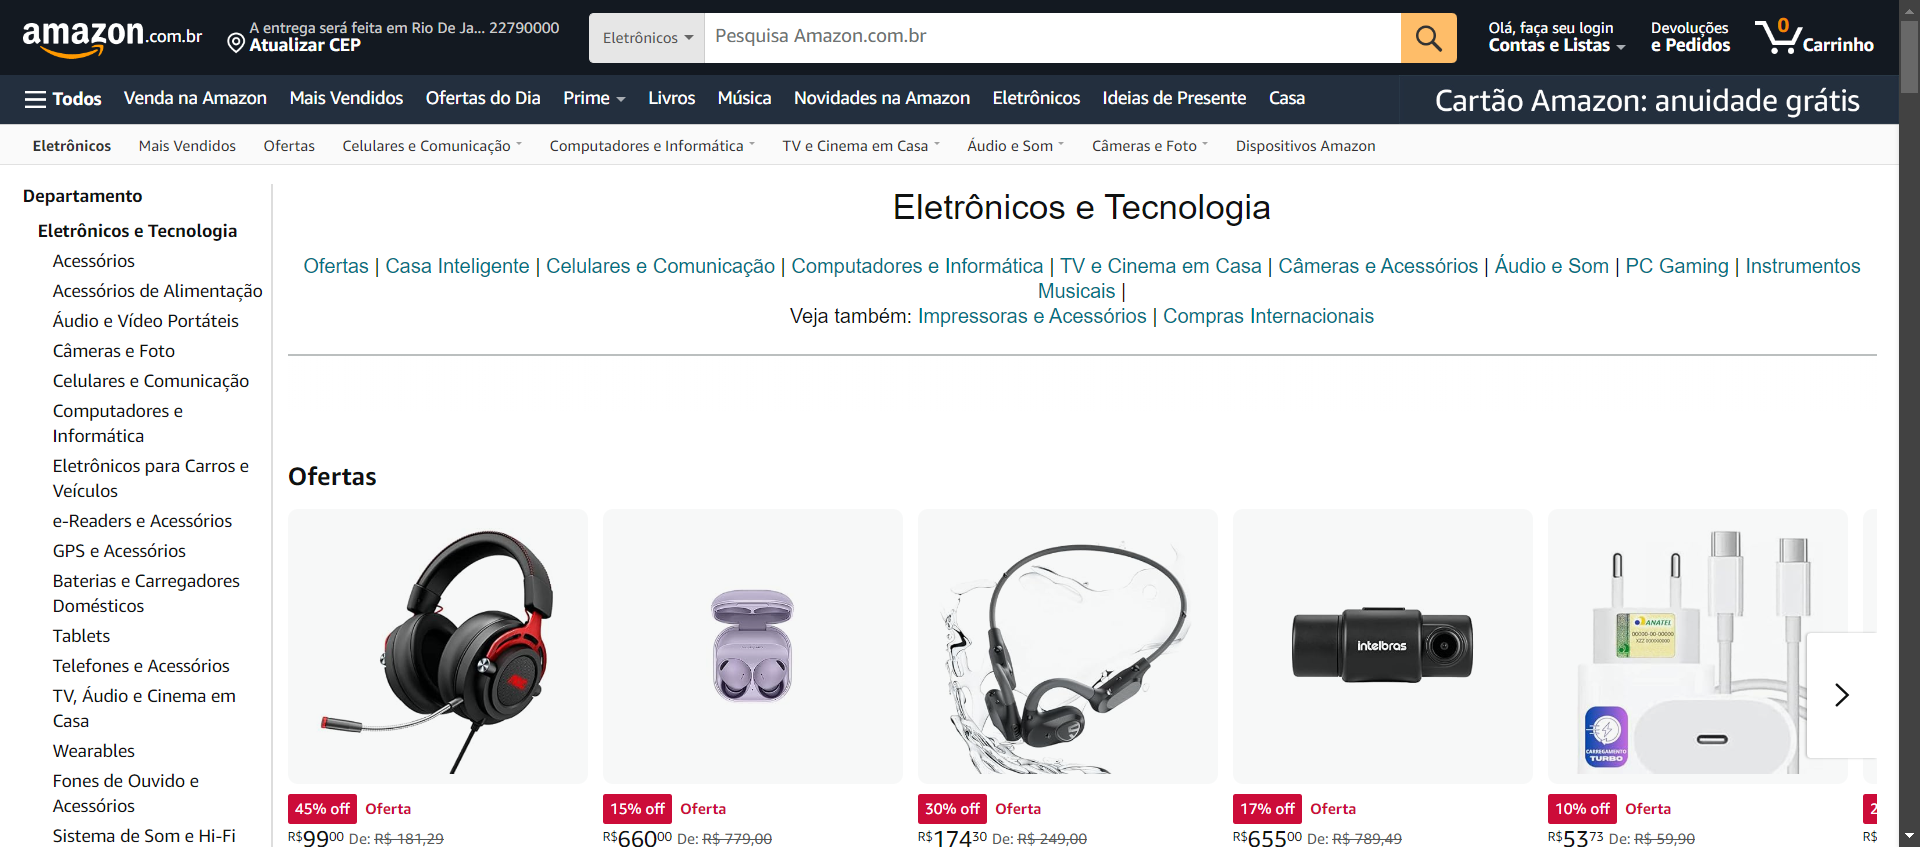 amazon.com.br
A entrega será feita em Rio De Ja... 22790000
Atualizar CEP
Eletrônicos
Pesquisa Amazon.com.br
Olá, faça seu login
Contas e Listas
Devoluções
e Pedidos
0
Carrinho
Todos
Venda na Amazon
Mais Vendidos
Ofertas do Dia
Prime
Livros
Música
Novidades na Amazon
Eletrônicos
Ideias de Presente
Casa
Cartão Amazon: anuidade grátis
Eletrônicos
Mais Vendidos
Ofertas
Celulares e Comunicação
Computadores e Informática
TV e Cinema em Casa
Áudio e Som
Câmeras e Foto
Dispositivos Amazon
Departamento
Eletrônicos e Tecnologia
Acessórios
Acessórios de Alimentação
Áudio e Vídeo Portáteis
Câmeras e Foto
Celulares e Comunicação
Computadores e
Informática
Eletrônicos para Carros e
Veículos
e-Readers e Acessórios
GPS e Acessórios
Baterias e Carregadores
Domésticos
Tablets
Telefones e Acessórios
TV, Áudio e Cinema em
Casa
Wearables
Fones de Ouvido e
Acessórios
Sistema de Som e Hi-Fi
Eletrônicos e Tecnologia
Ofertas | Casa Inteligente | Celulares e Comunicação | Computadores e Informática | TV e Cinema em Casa | Câmeras e Acessórios | Áudio e Som | PC Gaming | Instrumentos
Musicais |
Veja também: Impressoras e Acessórios | Compras Internacionais
Ofertas
intelbras
ANATEL
00000-00-00000
CARREGAMENTO
TURBO
45% off Oferta
R$9900 De: R$ 181,29
15% off Oferta
R$66000 De: R$ 779,00
30% off Oferta
R$17430 De: R$ 249,00
17% off Oferta
R$65500 De: R$ 789,49
10% off Oferta
R$5373 De: R$ 59,90
2
R$